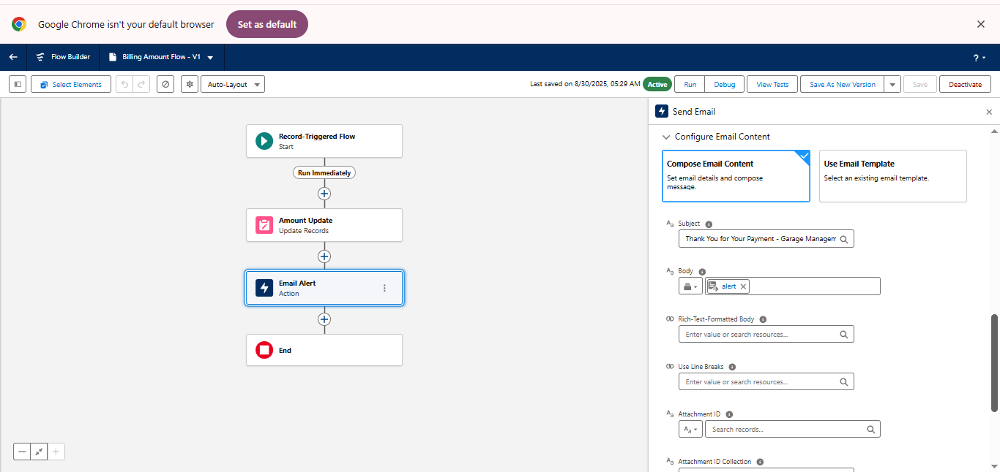 Google Chrome isn't your default browser
Set as default
Flow Builder
Billing Amount Flow - V1
?
Select Elements
Auto-Layout
Last saved on 8/30/2025, 05:29 AM
Active
Run
Debug
View Tests
Save As New Version
Save
Deactivate
Record-Triggered Flow
Start
Run Immediately
Amount Update
Update Records
Email Alert
Action
End
Send Email
Configure Email Content
Compose Email Content
Set email details and compose
message.
Use Email Template
Select an existing email template.
Aa Subject
Thank You for Your Payment - Garage Managem
Aa Body
alert
Rich-Text-Formatted Body
Enter value or search resources...
Use Line Breaks
Enter value or search resources...
Aa Attachment ID
Aa
Search records...
Aa Attachment ID Collection